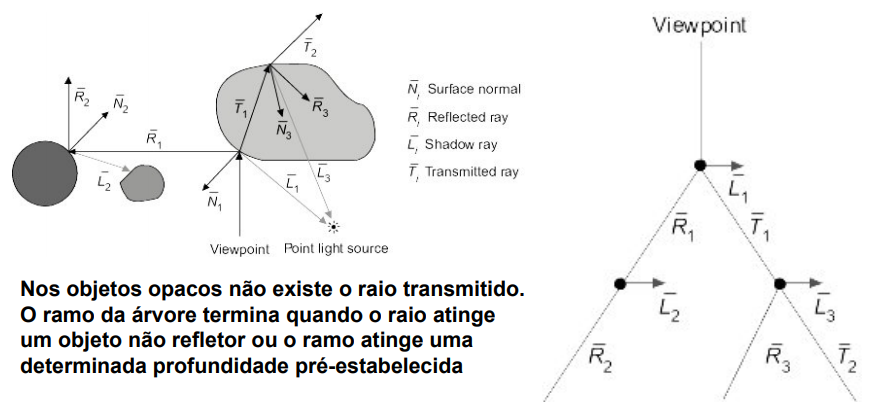 T̅₂
R̅₂
N̅₂
T̅₁
R̅₃
N̅₃
R̅₁
L̅₂
L̅₁
L̅₃
N̅₁
Viewpoint
Point light source
N̅ᵢ Surface normal
R̅ᵢ Reflected ray
L̅ᵢ Shadow ray
T̅ᵢ Transmitted ray
Nos objetos opacos não existe o raio transmitido.
O ramo da árvore termina quando o raio atinge
um objeto não refletor ou o ramo atinge uma
determinada profundidade pré-estabelecida
Viewpoint
L̅₁
R̅₁
T̅₁
L̅₂
L̅₃
R̅₂
R̅₃
T̅₂